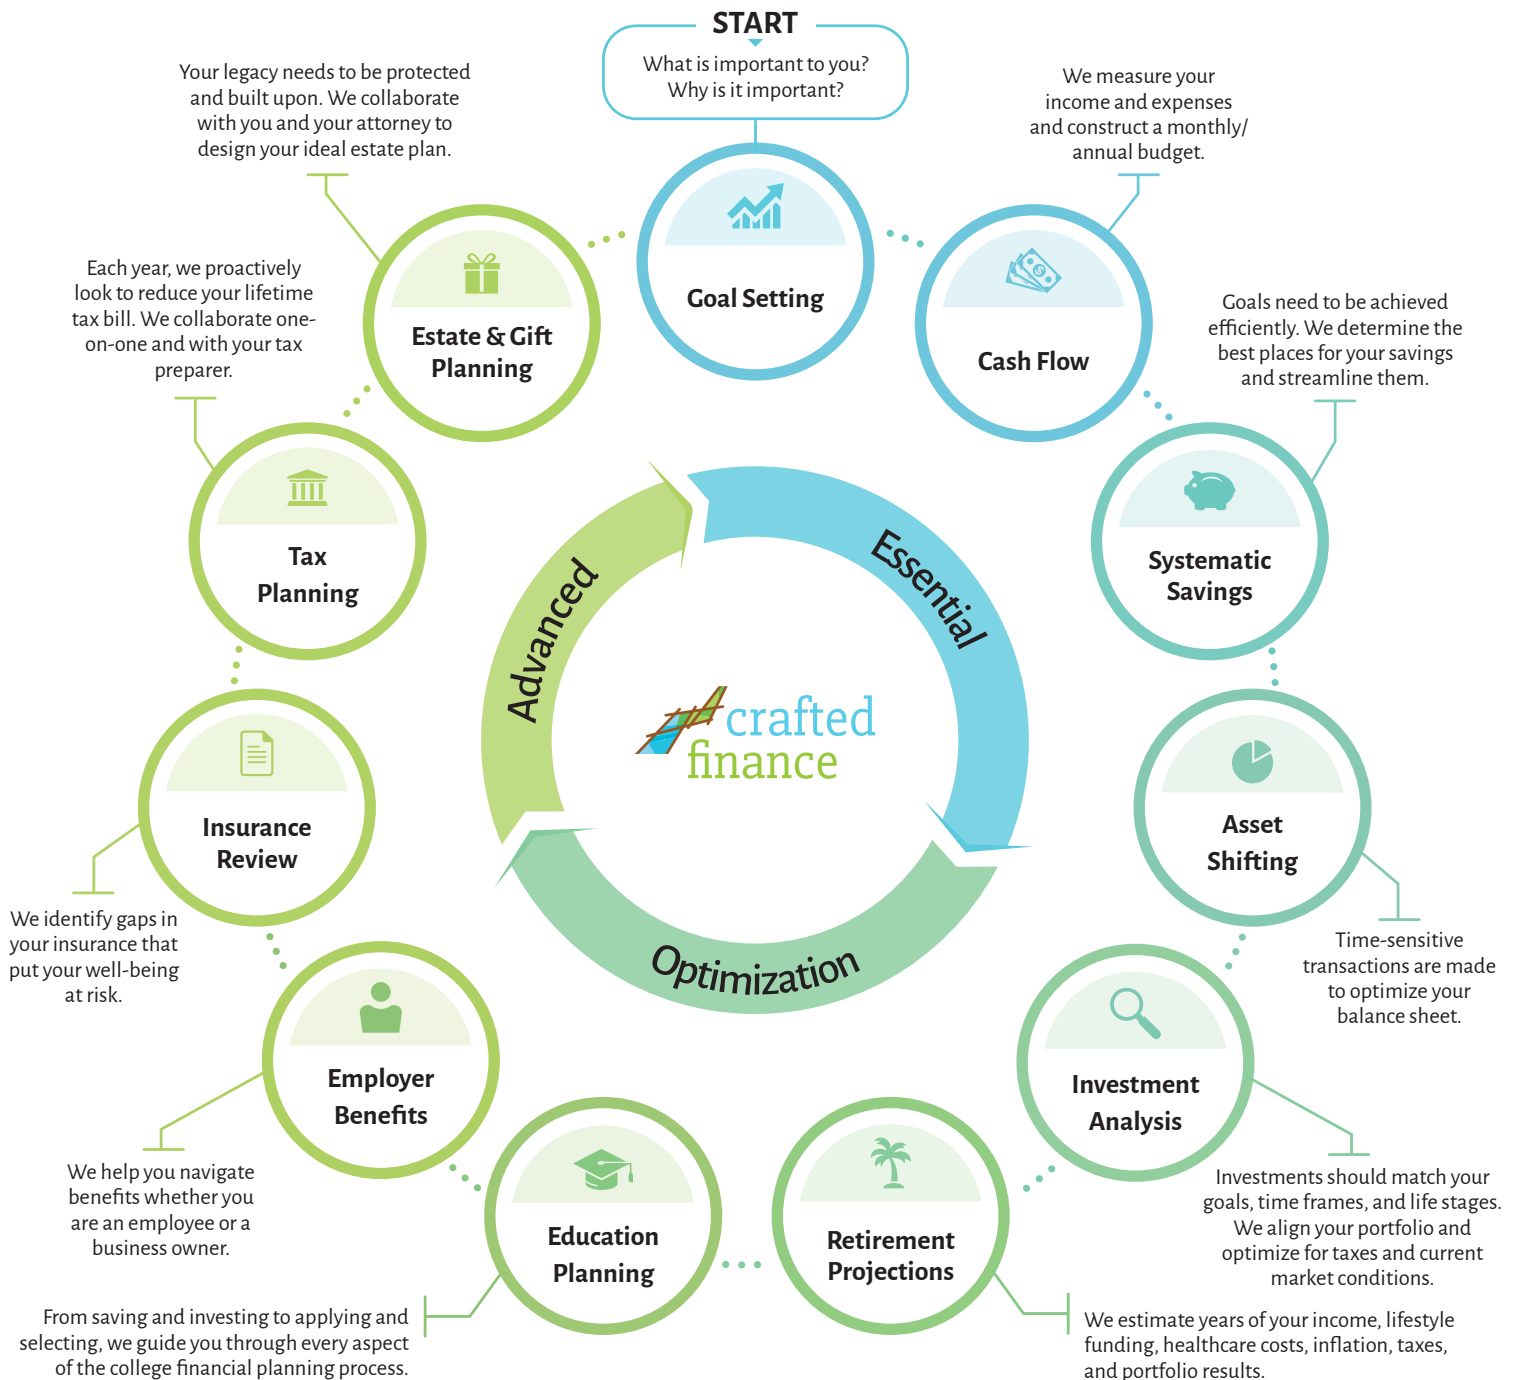 START
What is important to you?
Why is it important?
Goal Setting
We measure your
income and expenses
and construct a monthly/
annual budget.
Cash Flow
Goals need to be achieved
efficiently. We determine the
best places for your savings
and streamline them.
Systematic
Savings
Asset
Shifting
Time-sensitive
transactions are made
to optimize your
balance sheet.
Investment
Analysis
Investments should match your
goals, time frames, and life stages.
We align your portfolio and
optimize for taxes and current
market conditions.
Retirement
Projections
We estimate years of your income, lifestyle
funding, healthcare costs, inflation, taxes,
and portfolio results.
Education
Planning
From saving and investing to applying and
selecting, we guide you through every aspect
of the college financial planning process.
Employer
Benefits
We help you navigate
benefits whether you
are an employee or a
business owner.
Insurance
Review
We identify gaps in
your insurance that
put your well-being
at risk.
Tax
Planning
Each year, we proactively
look to reduce your lifetime
tax bill. We collaborate one-
on-one and with your tax
preparer.
Estate & Gift
Planning
Your legacy needs to be protected
and built upon. We collaborate
with you and your attorney to
design your ideal estate plan.
Essential
Optimization
Advanced
crafted
finance